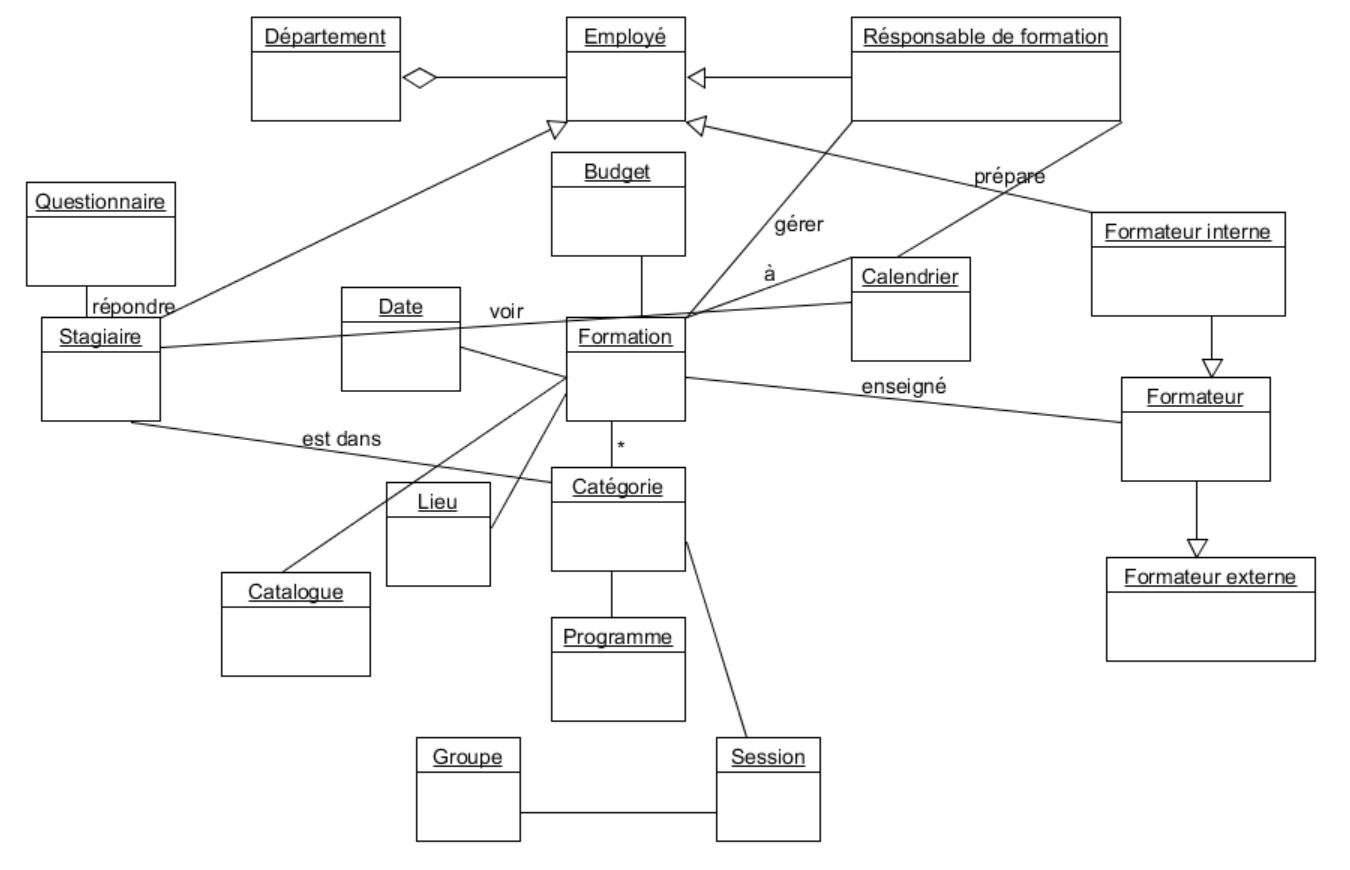 Département
Employé
Résponsable de formation
Budget
prépare
Questionnaire
gérer
Formateur interne
à
Calendrier
répondre
Date
voir
Stagiaire
Formation
enseigné
Formateur
est dans
*
Catégorie
Lieu
Formateur externe
Catalogue
Programme
Groupe
Session